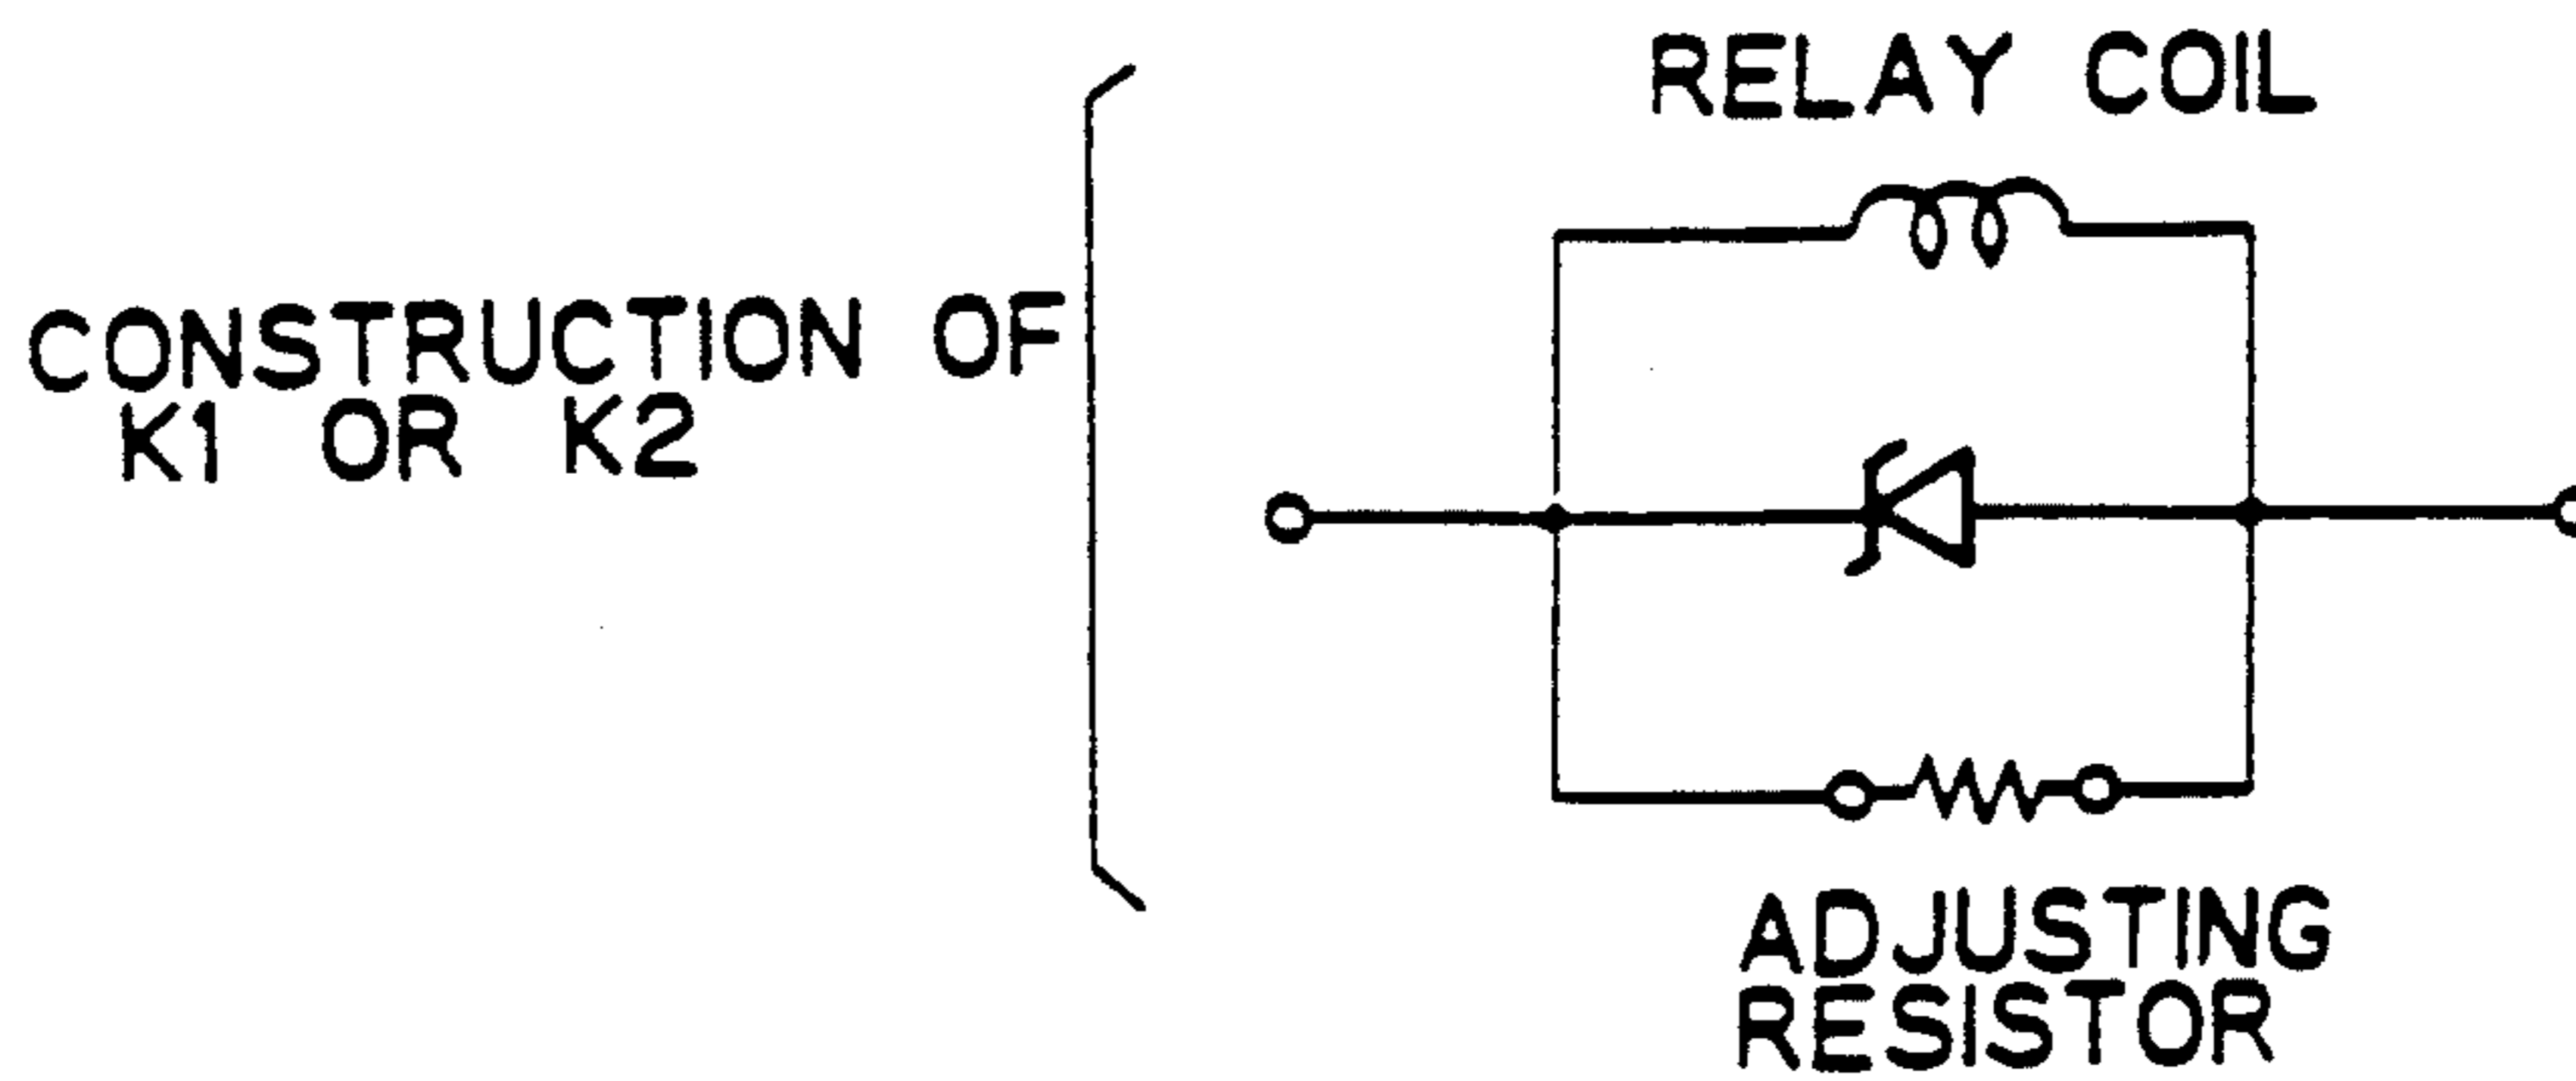 RELAY COIL
CONSTRUCTION OF
K1 OR K2
ADJUSTING
RESISTOR